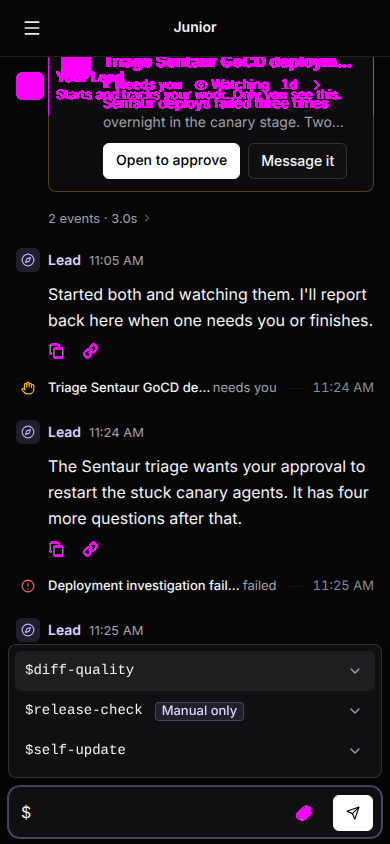 Junior
Triage Sentaur GoCD deploym...
Your Lead
Needs you Watching 1d
Starts and tracks your work. Only you see this.
Sentaur deploys failed three times
overnight in the canary stage. Two...
Open to approve Message it
2 events · 3.0s
Lead 11:05 AM
Started both and watching them. I'll report
back here when one needs you or finishes.
Triage Sentaur GoCD de... needs you 11:24 AM
Lead 11:24 AM
The Sentaur triage wants your approval to
restart the stuck canary agents. It has four
more questions after that.
Deployment investigation fail... failed 11:25 AM
Lead 11:25 AM
$diff-quality
$release-check Manual only
$self-update
$